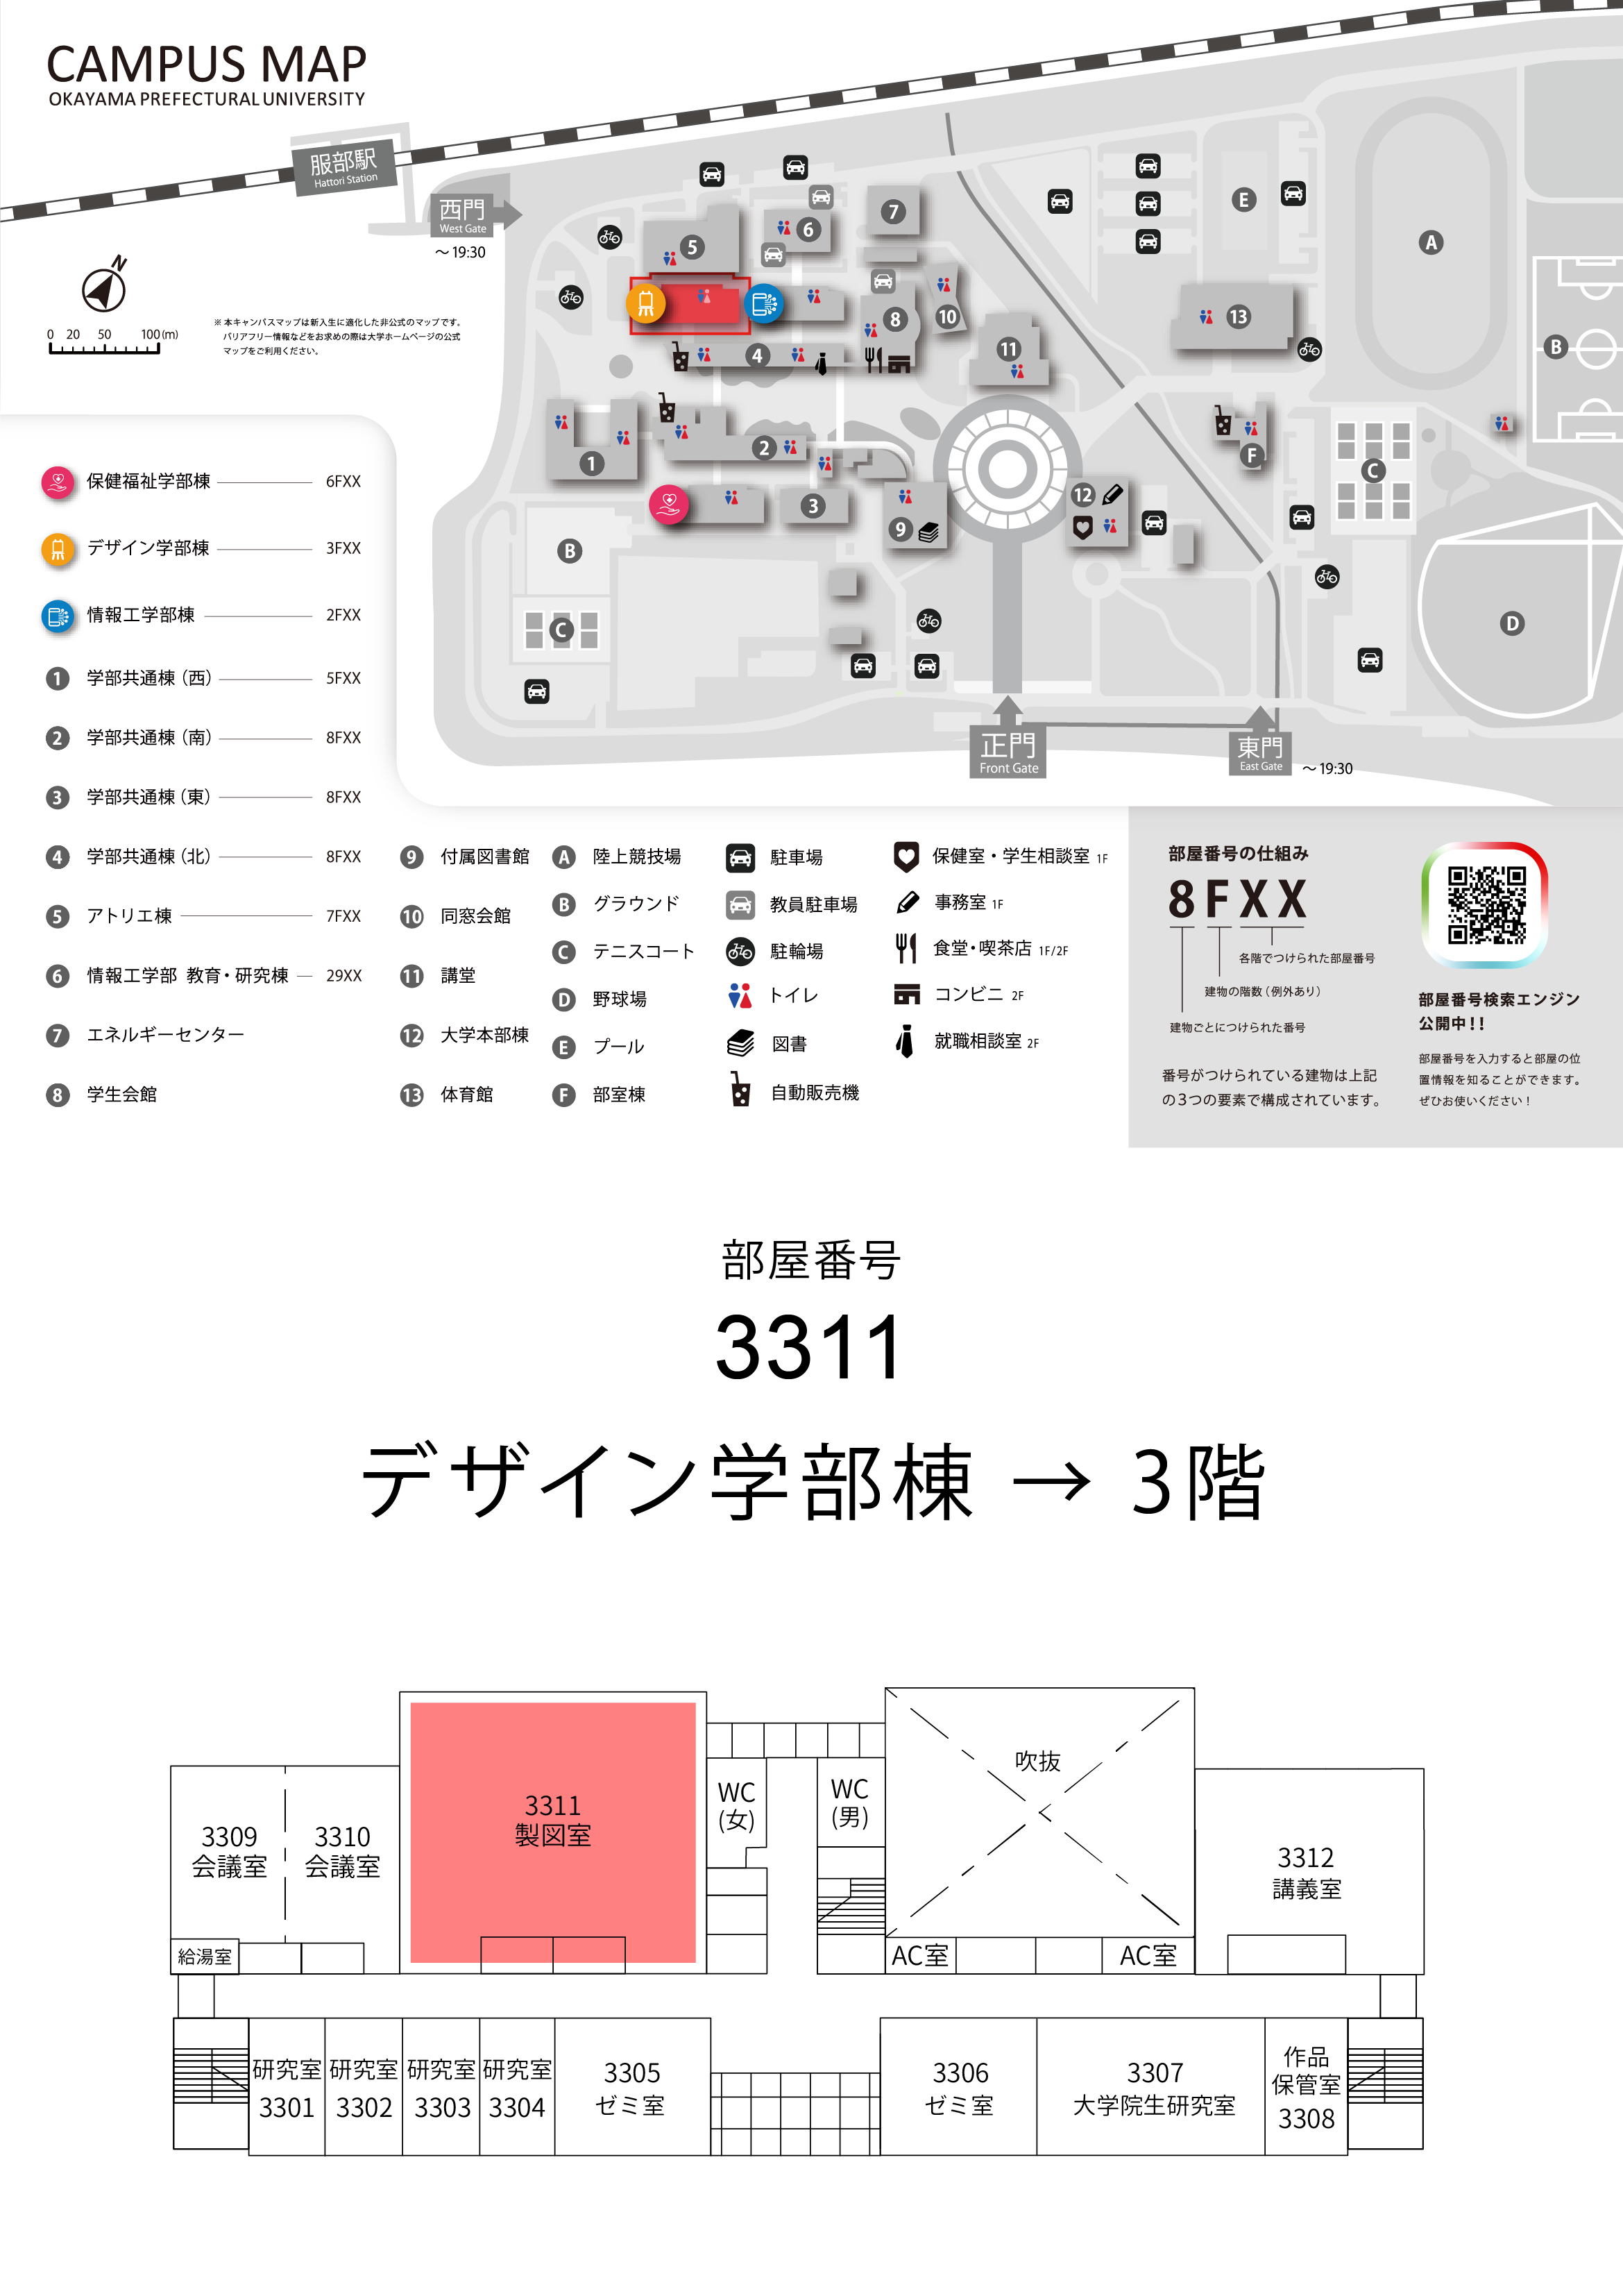 CAMPUS MAP
OKAYAMA PREFECTURAL UNIVERSITY
服部駅
Hattori Station
西門
West Gate
～19:30
N
0 20 50 100(m)
※本キャンパスマップは新入生に適化した非公式のマップです。
バリアフリー情報などをお求めの際は大学ホームページの公式
マップをご利用ください。
5
6
7
E
A
8
10
13
4
11
B
1
2
F
C
3
9
12
B
C
D
正門
Front Gate
東門
East Gate
～19:30
保健福祉学部棟 6FXX
デザイン学部棟 3FXX
情報工学部棟 2FXX
1 学部共通棟（西） 5FXX
2 学部共通棟（南） 8FXX
3 学部共通棟（東） 8FXX
4 学部共通棟（北） 8FXX
5 アトリエ棟 7FXX
6 情報工学部 教育・研究棟 29XX
7 エネルギーセンター
8 学生会館
9 付属図書館
10 同窓会館
11 講堂
12 大学本部棟
13 体育館
A 陸上競技場
B グラウンド
C テニスコート
D 野球場
E プール
F 部室棟
駐車場
教員駐車場
駐輪場
トイレ
図書
自動販売機
保健室・学生相談室 1F
事務室 1F
食堂・喫茶店 1F/2F
コンビニ 2F
就職相談室 2F
部屋番号の仕組み
8FXX
各階でつけられた部屋番号
建物の階数（例外あり）
建物ごとにつけられた番号
番号がつけられている建物は上記
の3つの要素で構成されています。
部屋番号検索エンジン
公開中!!
部屋番号を入力すると部屋の位
置情報を知ることができます。
ぜひお使いください！
部屋番号
3311
デザイン学部棟 → 3階
3309
会議室
3310
会議室
給湯室
3311
製図室
WC
(女)
WC
(男)
吹抜
AC室
AC室
3312
講義室
研究室
3301
研究室
3302
研究室
3303
研究室
3304
3305
ゼミ室
3306
ゼミ室
3307
大学院生研究室
作品
保管室
3308